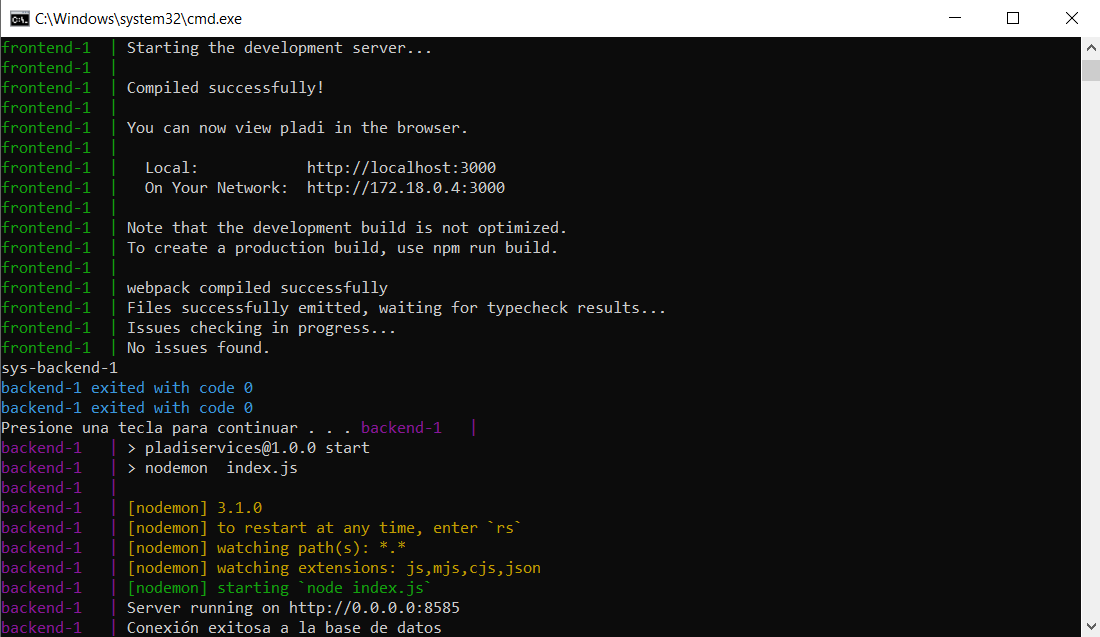 C:\Windows\system32\cmd.exe
frontend-1 | Starting the development server...
frontend-1 |
frontend-1 | Compiled successfully!
frontend-1 |
frontend-1 | You can now view pladi in the browser.
frontend-1 |
frontend-1 |   Local:            http://localhost:3000
frontend-1 |   On Your Network:  http://172.18.0.4:3000
frontend-1 |
frontend-1 | Note that the development build is not optimized.
frontend-1 | To create a production build, use npm run build.
frontend-1 |
frontend-1 | webpack compiled successfully
frontend-1 | Files successfully emitted, waiting for typecheck results...
frontend-1 | Issues checking in progress...
frontend-1 | No issues found.
sys-backend-1
backend-1 exited with code 0
backend-1 exited with code 0
Presione una tecla para continuar . . . backend-1   |
backend-1   | > pladiservices@1.0.0 start
backend-1   | > nodemon  index.js
backend-1   |
backend-1   | [nodemon] 3.1.0
backend-1   | [nodemon] to restart at any time, enter `rs`
backend-1   | [nodemon] watching path(s): *.*
backend-1   | [nodemon] watching extensions: js,mjs,cjs,json
backend-1   | [nodemon] starting `node index.js`
backend-1   | Server running on http://0.0.0.0:8585
backend-1   | Conexión exitosa a la base de datos